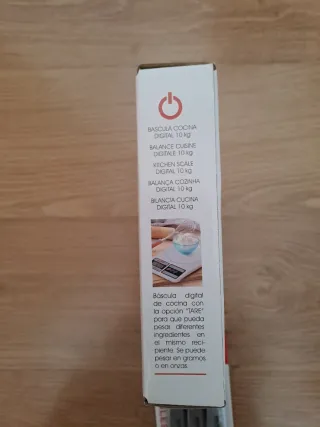 BÁSCULA COCINA
DIGITAL 10 kg
BALANCE CUISINE
DIGITALE 10 kg
KITCHEN SCALE
DIGITAL 10 kg
BALANÇA COZINHA
DIGITAL 10 kg
BILANCIA CUCINA
DIGITAL 10 kg
Báscula digital
de cocina con
la opción "TARE"
para que pueda
pesar diferentes
ingredientes en
el mismo reci-
piente. Se puede
pesar en gramos,
o en onzas.